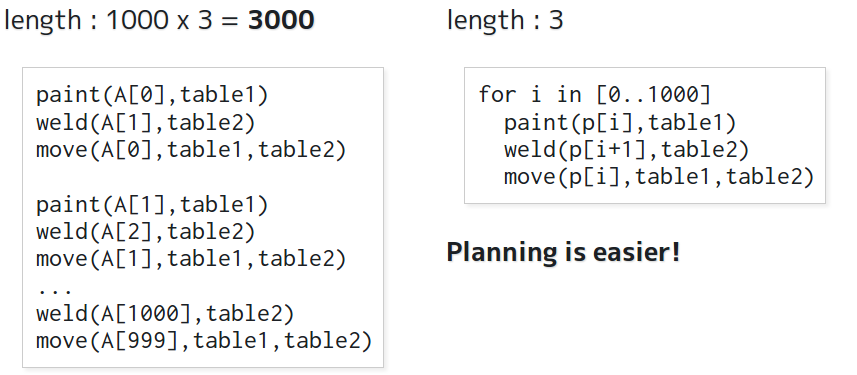 length : 1000 x 3 = 3000
paint(A[0],table1)
weld(A[1],table2)
move(A[0],table1,table2)
paint(A[1],table1)
weld(A[2],table2)
move(A[1],table1,table2)
...
weld(A[1000],table2)
move(A[999],table1,table2)
length : 3
for i in [0..1000]
paint(p[i],table1)
weld(p[i+1],table2)
move(p[i],table1,table2)
Planning is easier!